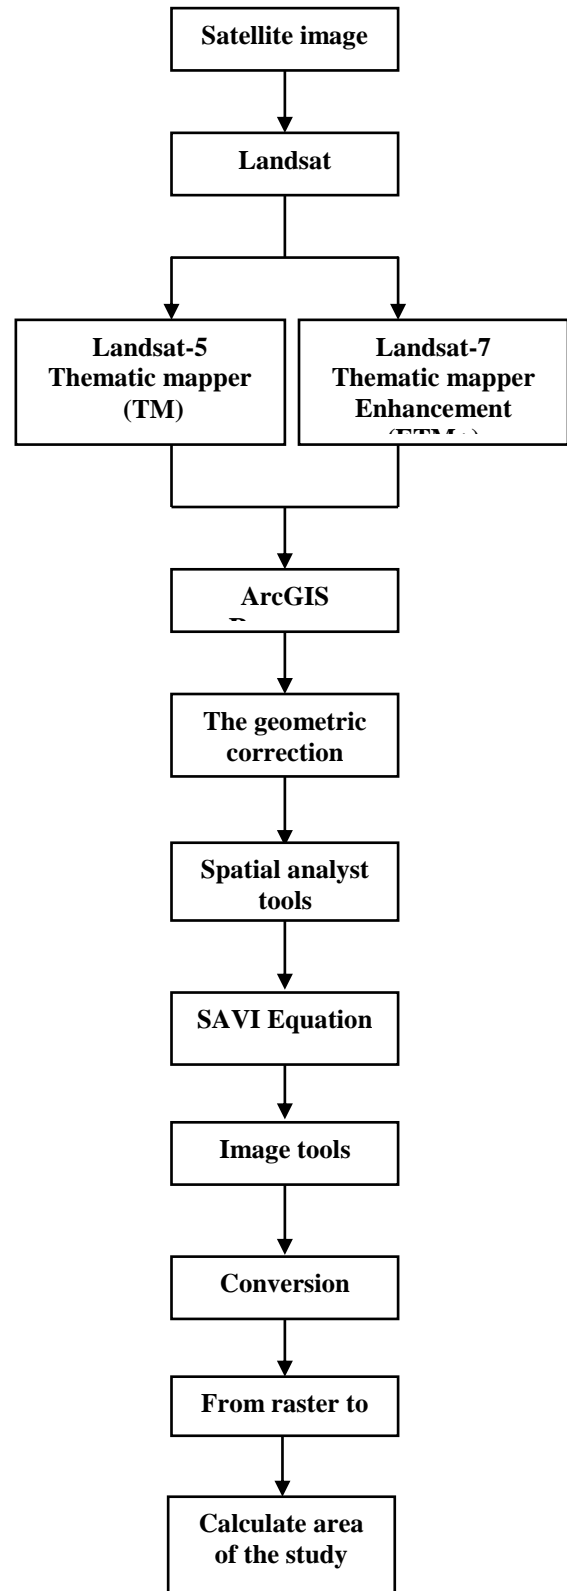 Satellite image
Landsat
Landsat-5
Thematic mapper
(TM)
Landsat-7
Thematic mapper
Enhancement
(ETM+)
ArcGIS
The geometric
correction
Spatial analyst
tools
SAVI Equation
Image tools
Conversion
From raster to
Calculate area
of the study